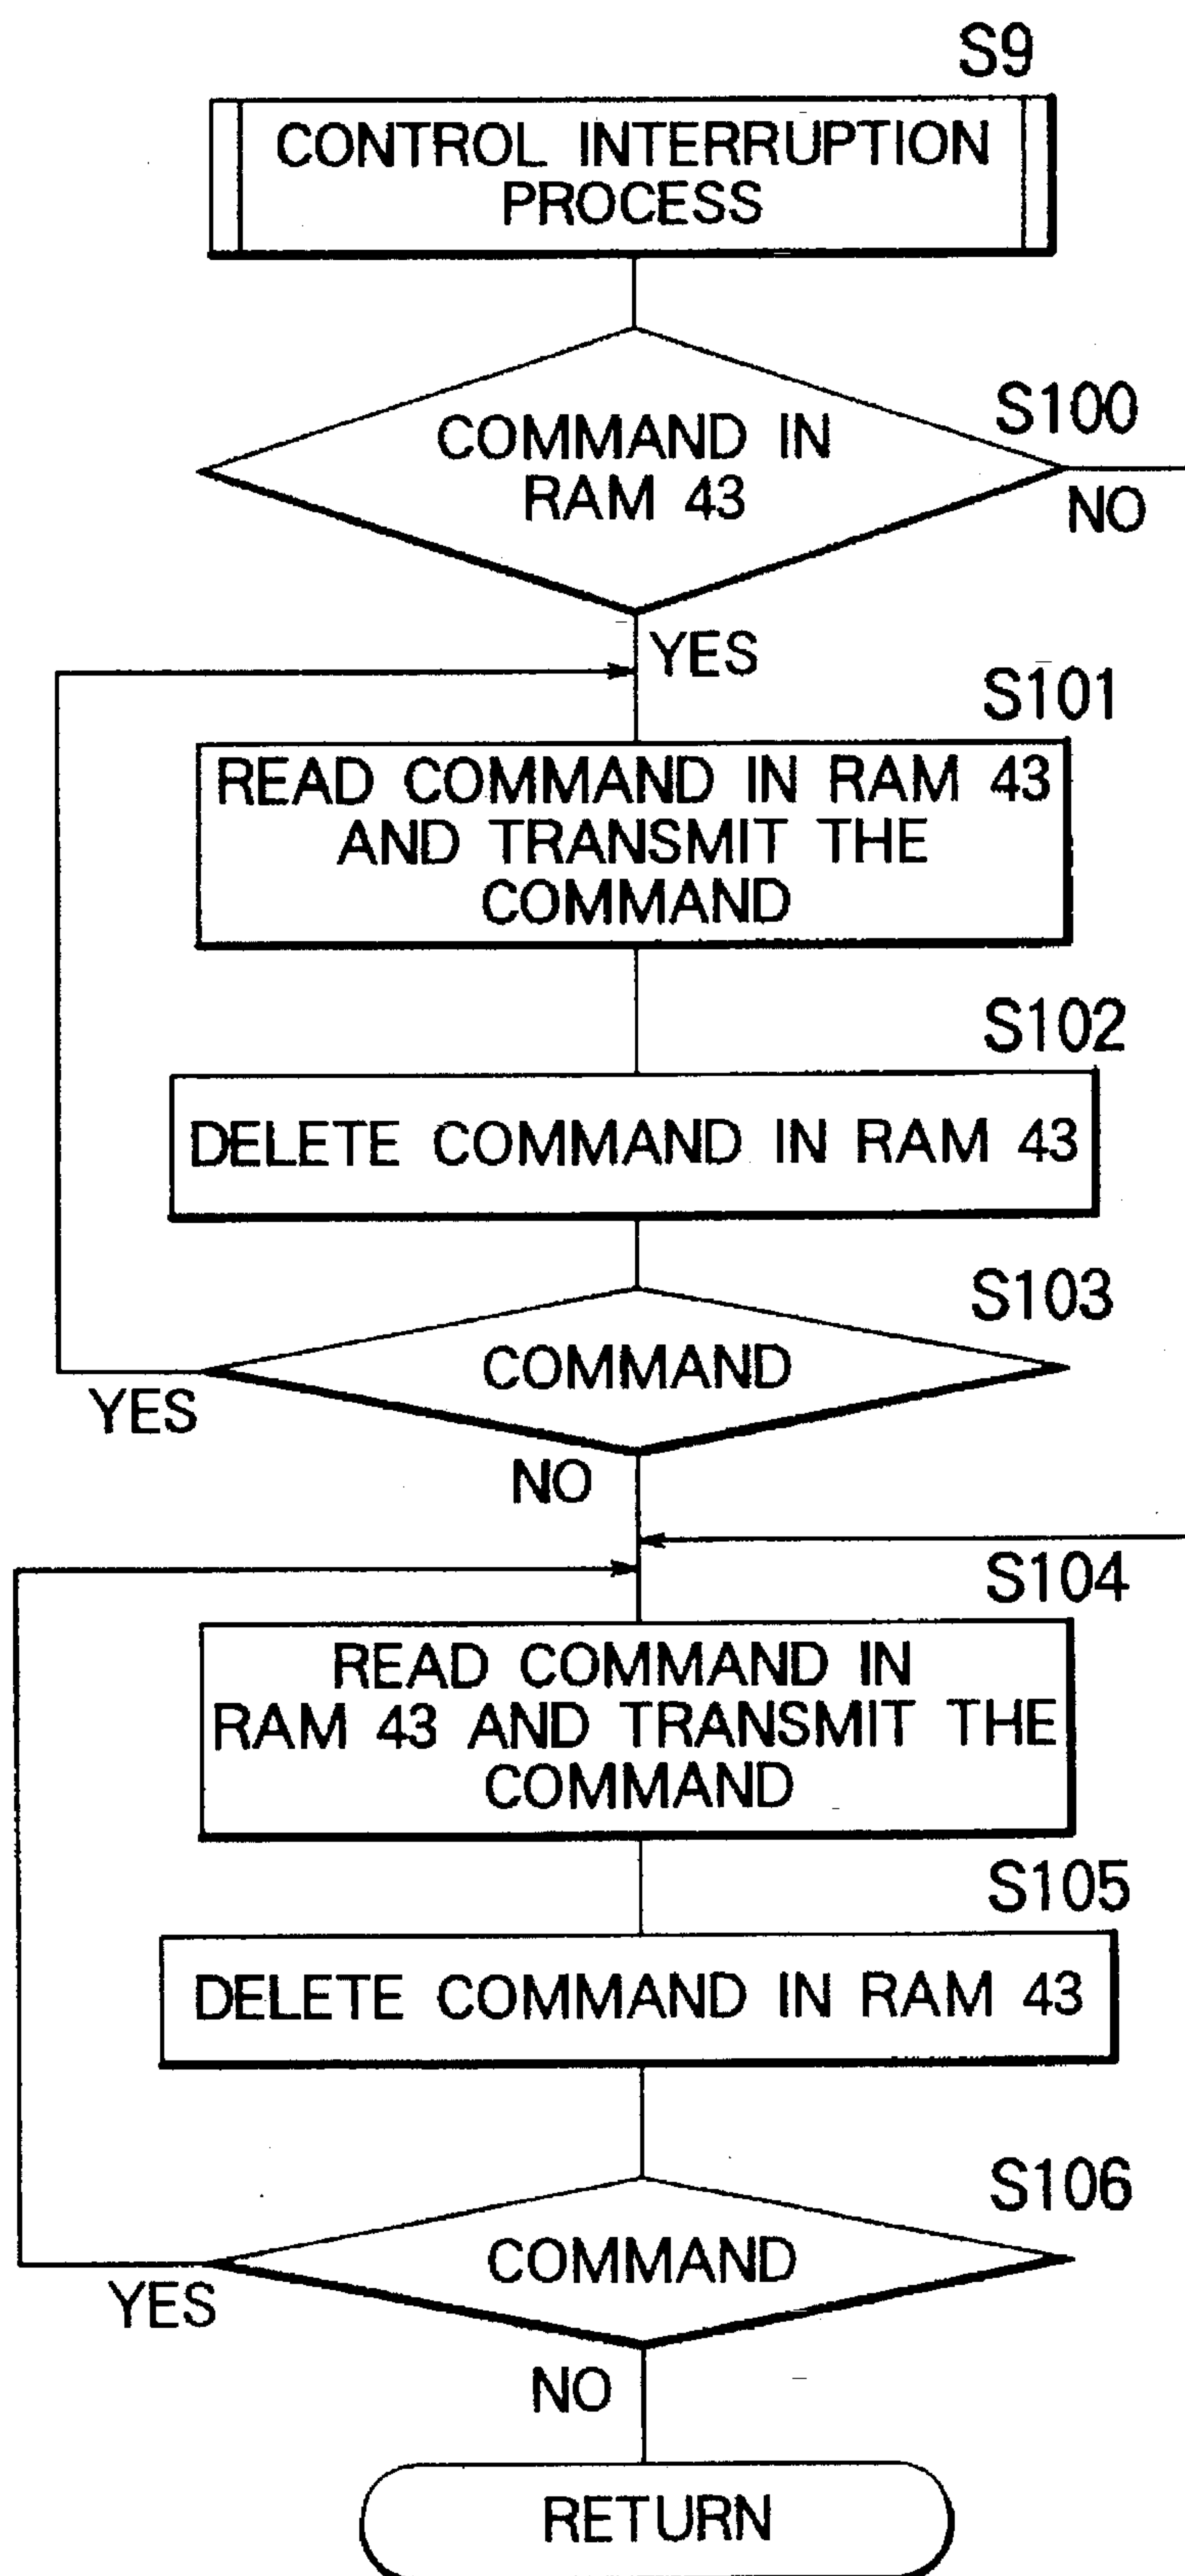 S9
CONTROL INTERRUPTION
PROCESS
S100
COMMAND IN
RAM 43
NO
YES
S101
READ COMMAND IN RAM 43
AND TRANSMIT THE
COMMAND
S102
DELETE COMMAND IN RAM 43
S103
COMMAND
YES
NO
S104
READ COMMAND IN
RAM 43 AND TRANSMIT THE
COMMAND
S105
DELETE COMMAND IN RAM 43
S106
COMMAND
YES
NO
RETURN